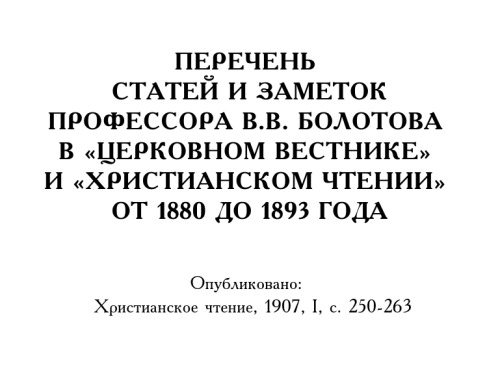 ПЕРЕЧЕНЬ
СТАТЕЙ И ЗАМЕТОК
ПРОФЕССОРА В.В. БОЛОТОВА
В «ЦЕРКОВНОМ ВЕСТНИКЕ»
И «ХРИСТИАНСКОМ ЧТЕНИИ»
ОТ 1880 ДО 1893 ГОДА
Опубликовано:
Христианское чтение, 1907, I, с. 250-263